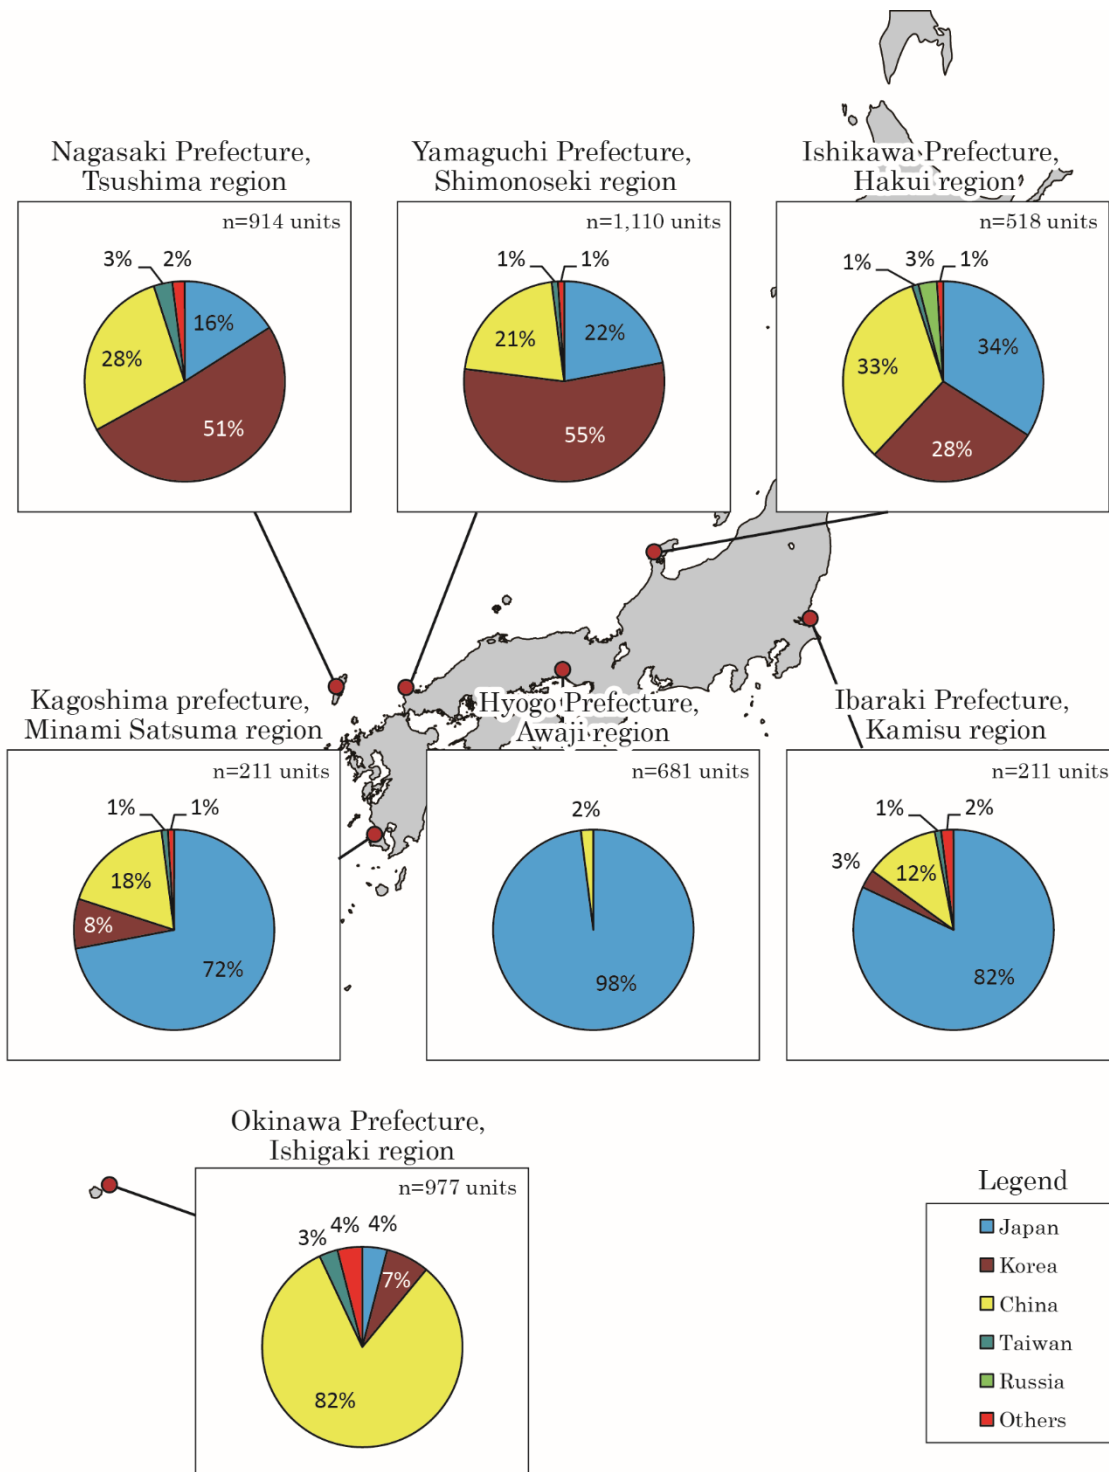 Nagasaki Prefecture,
Tsushima region
n=914 units
3%
2%
16%
28%
51%
Yamaguchi Prefecture,
Shimonoseki region
n=1,110 units
1%
1%
22%
21%
55%
Ishikawa Prefecture,
Hakui region
n=518 units
1%
3%
1%
34%
33%
28%
Kagoshima prefecture,
Minami Satsuma region
n=211 units
1%
1%
18%
8%
72%
Hyogo Prefecture,
Awaji region
n=681 units
2%
98%
Ibaraki Prefecture,
Kamisu region
n=211 units
1%
2%
3%
12%
82%
Okinawa Prefecture,
Ishigaki region
n=977 units
3%
4%
4%
7%
82%
Legend
Japan
Korea
China
Taiwan
Russia
Others